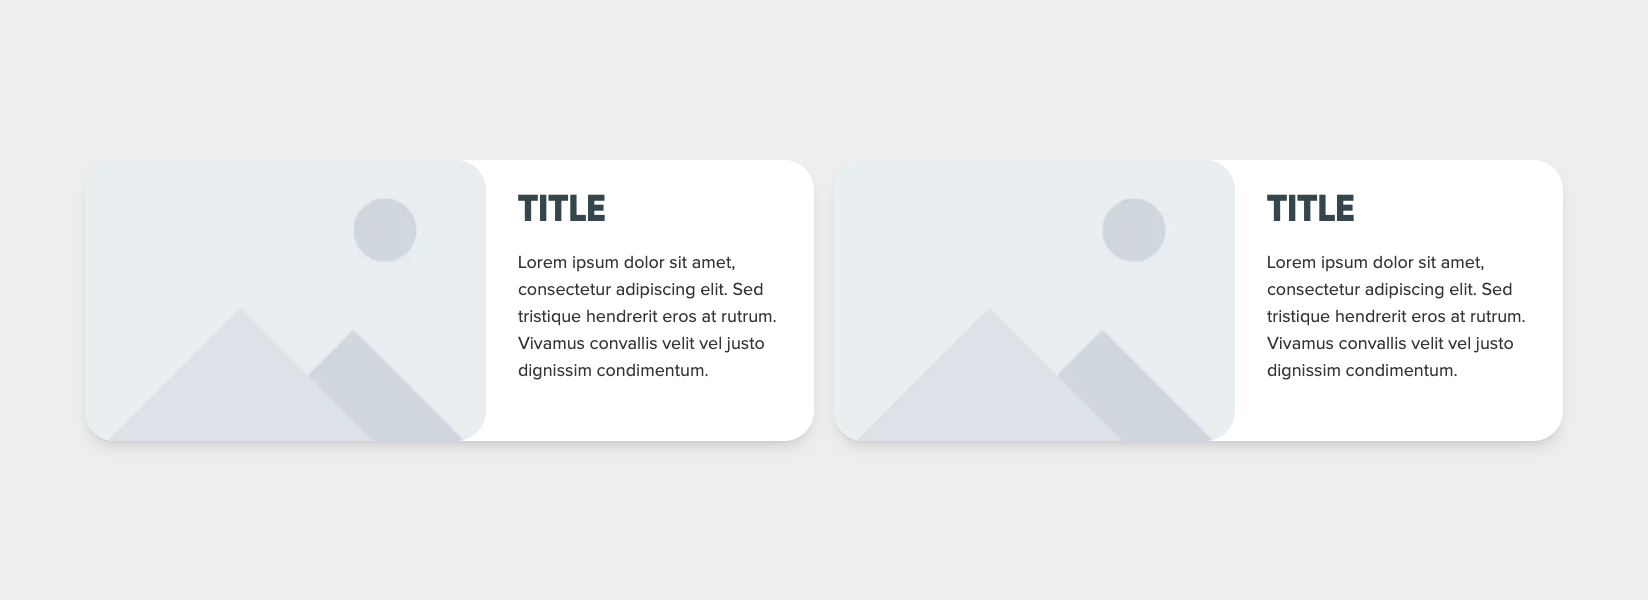 TITLE
Lorem ipsum dolor sit amet,
consectetur adipiscing elit. Sed
tristique hendrerit eros at rutrum.
Vivamus convallis velit vel justo
dignissim condimentum.
TITLE
Lorem ipsum dolor sit amet,
consectetur adipiscing elit. Sed
tristique hendrerit eros at rutrum.
Vivamus convallis velit vel justo
dignissim condimentum.